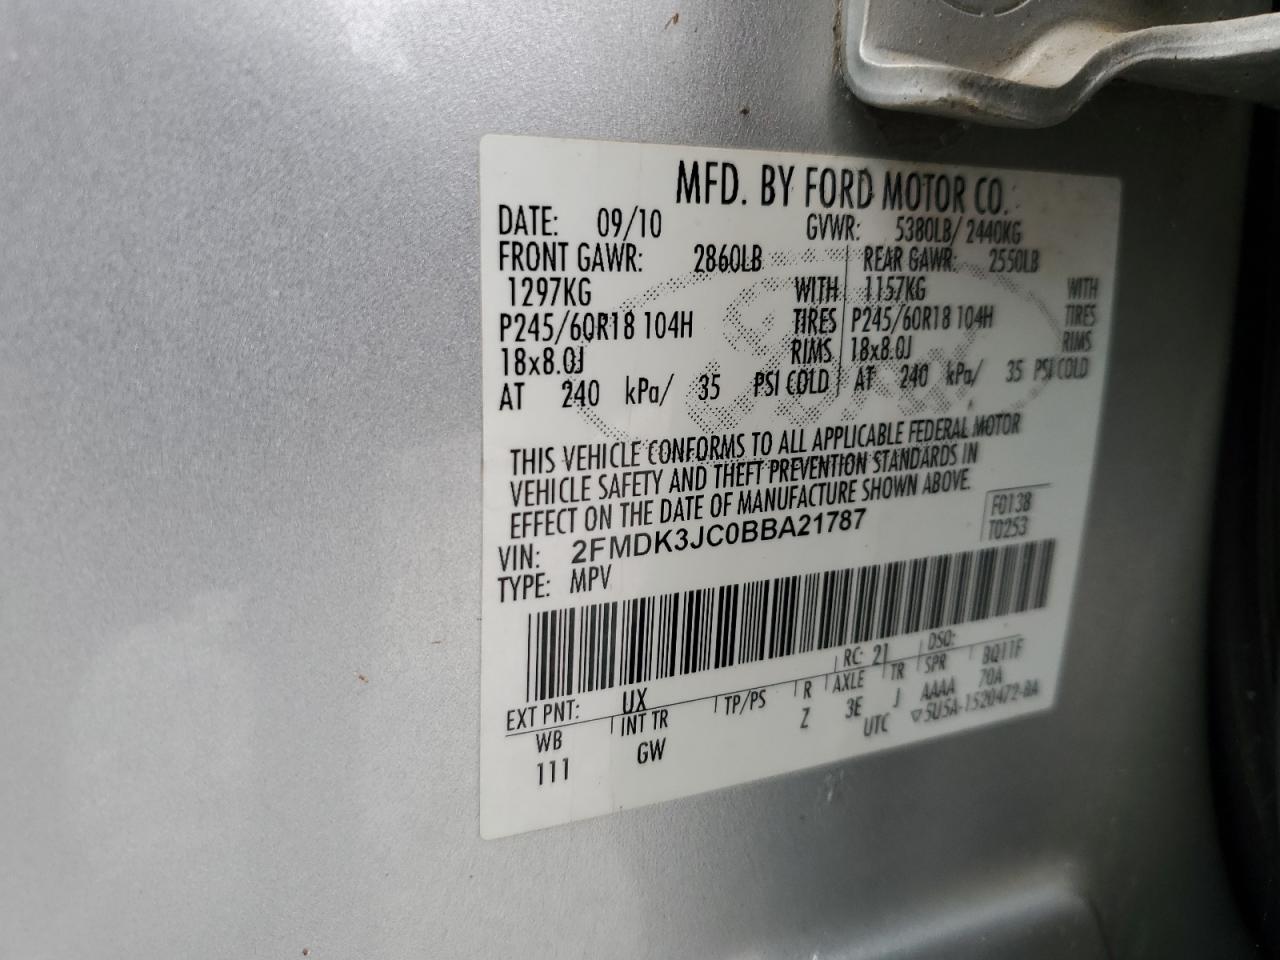 MFD. BY FORD MOTOR CO.
DATE: 09/10 GVWR: 5380LB/2440KG
FRONT GAWR: 2860LB REAR GAWR: 2550LB
1297KG WITH 1157KG WITH
P245/60R18 104H TIRES P245/60R18 104H TIRES
18x8.0J RIMS 18x8.0J RIMS
AT 240 kPa/ 35 PSI COLD AT 240 kPa/ 35 PSI COLD
THIS VEHICLE CONFORMS TO ALL APPLICABLE FEDERAL MOTOR
VEHICLE SAFETY AND THEFT PREVENTION STANDARDS IN
EFFECT ON THE DATE OF MANUFACTURE SHOWN ABOVE.
F0138
VIN: 2FMDK3JC0BBA21787 T0253
TYPE: MPV
EXT PNT: UX RC: 21 DSO:
WB INT TR TP/PS R AXLE TR SPR BQ11F
111 GW Z 3E J AAAA 70A
UTC ▽5U5A-1520472-BA